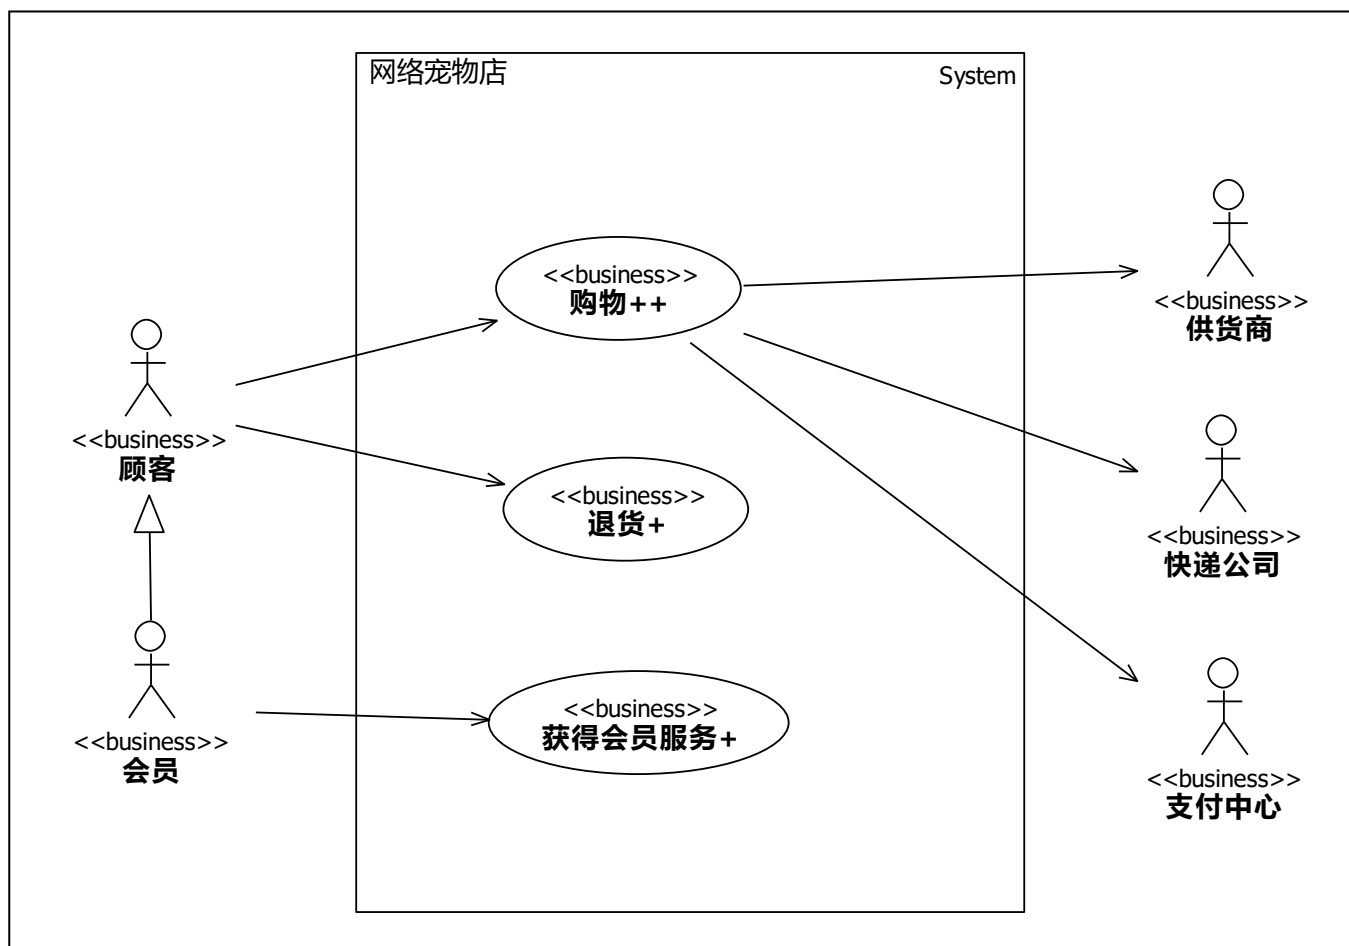 网络宠物店
System
<<business>>
购物++
<<business>>
供货商
<<business>>
顾客
<<business>>
退货+
<<business>>
快递公司
<<business>>
会员
<<business>>
获得会员服务+
<<business>>
支付中心